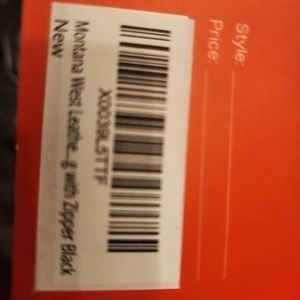 Style:
Price:
X0039L5TTF
Montana West Leathe...g with Zipper Black
New